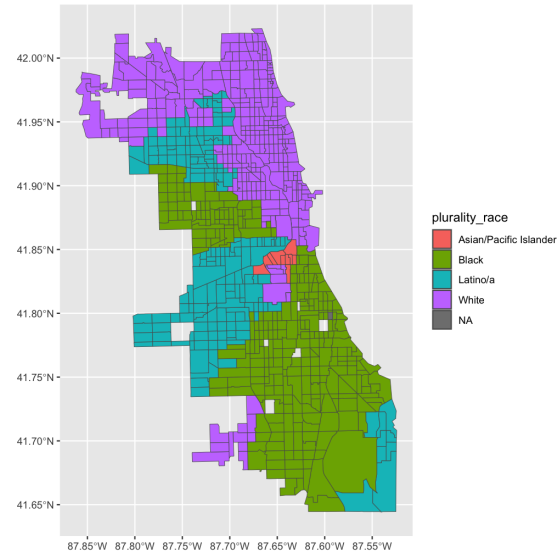 42.00°N
41.95°N
41.90°N
41.85°N
41.80°N
41.75°N
41.70°N
41.65°N
87.85°W 87.80°W 87.75°W 87.70°W 87.65°W 87.60°W 87.55°W
plurality_race
Asian/Pacific Islander
Black
Latino/a
White
NA